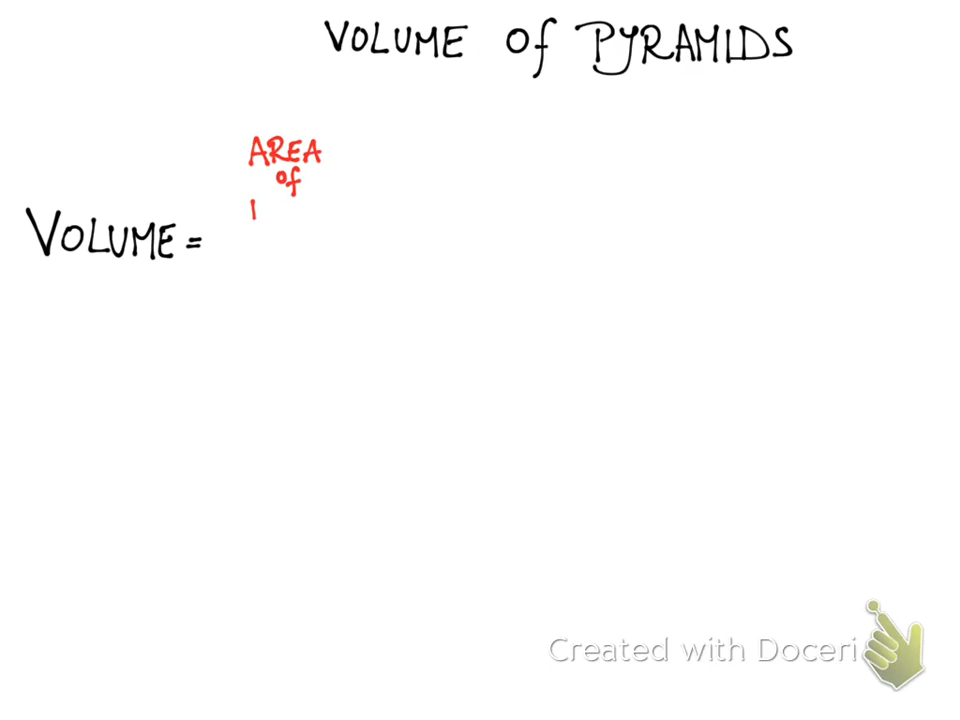 VOLUME of PYRAMIDS
AREA
of
VOLUME =
Created with Doceri